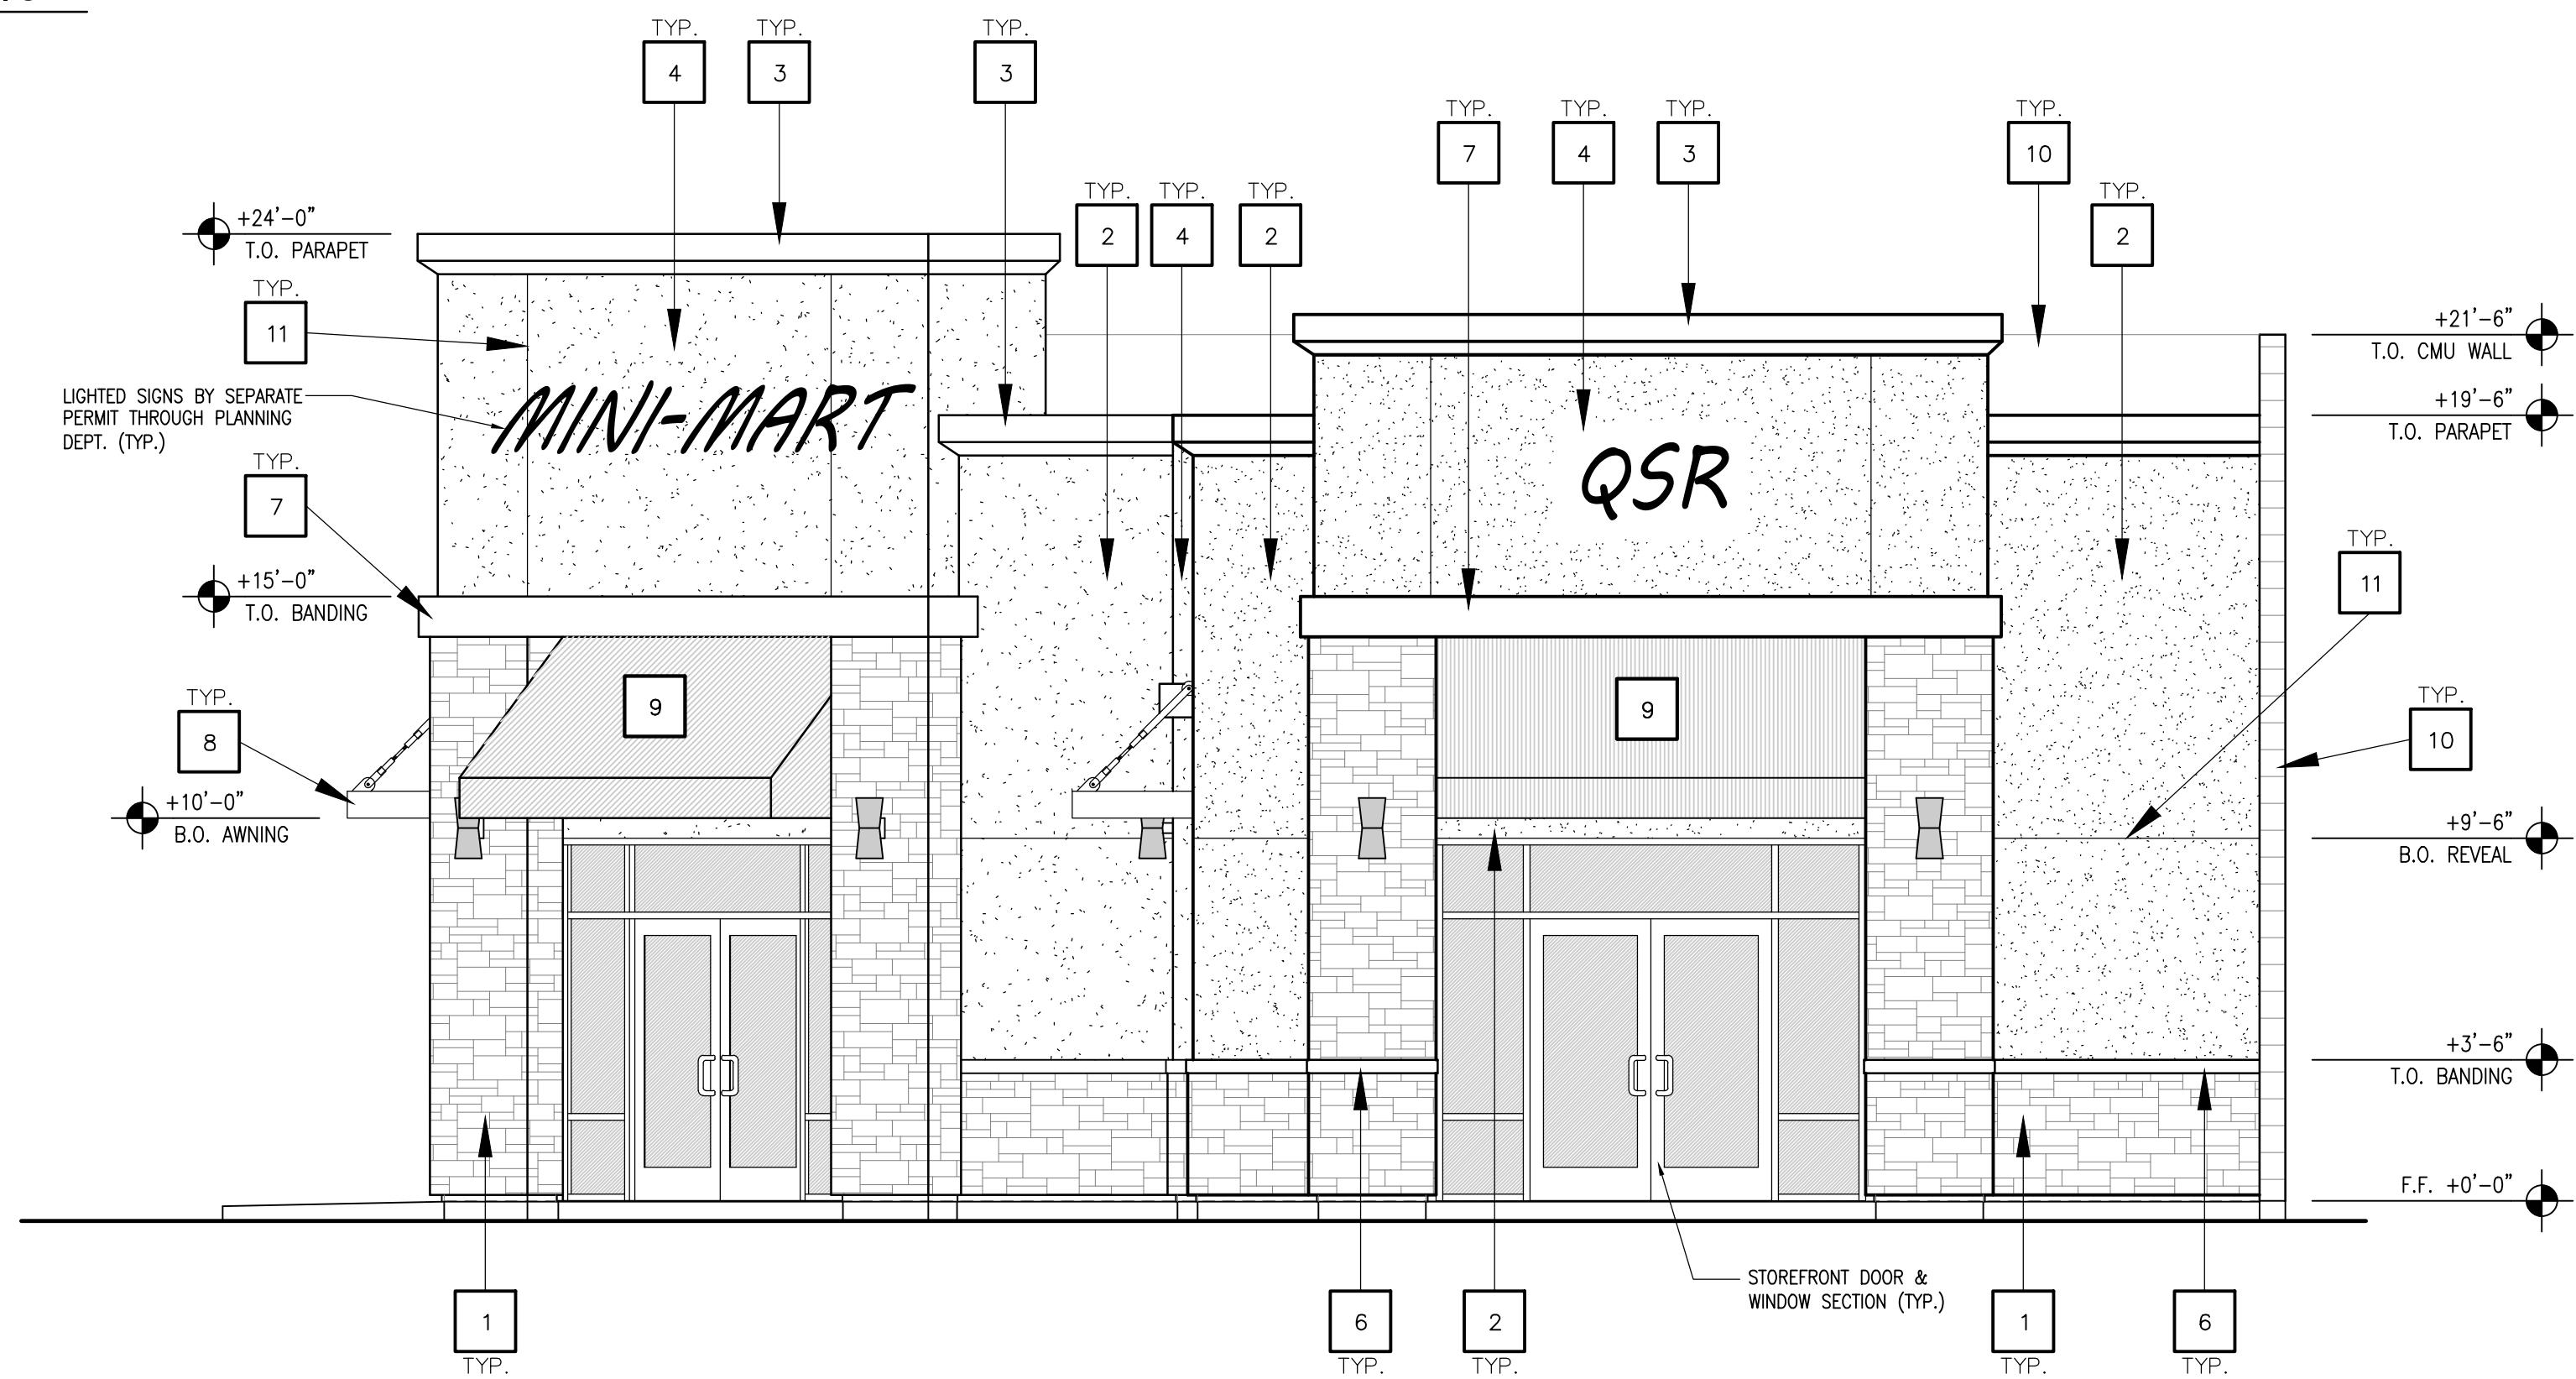 TYP.
4
TYP.
3
TYP.
3
TYP.
7
TYP.
4
TYP.
3
TYP.
10
TYP.
2
TYP.
4
TYP.
2
TYP.
2
+24'-0"
T.O. PARAPET
TYP.
11
LIGHTED SIGNS BY SEPARATE
PERMIT THROUGH PLANNING
DEPT. (TYP.)
MINI-MART
QSR
+21'-6"
T.O. CMU WALL
+19'-6"
T.O. PARAPET
TYP.
7
+15'-0"
T.O. BANDING
TYP.
11
TYP.
8
9
9
TYP.
10
+10'-0"
B.O. AWNING
+9'-6"
B.O. REVEAL
+3'-6"
T.O. BANDING
F.F. +0'-0"
STOREFRONT DOOR &
WINDOW SECTION (TYP.)
1
TYP.
6
TYP.
2
TYP.
1
TYP.
6
TYP.